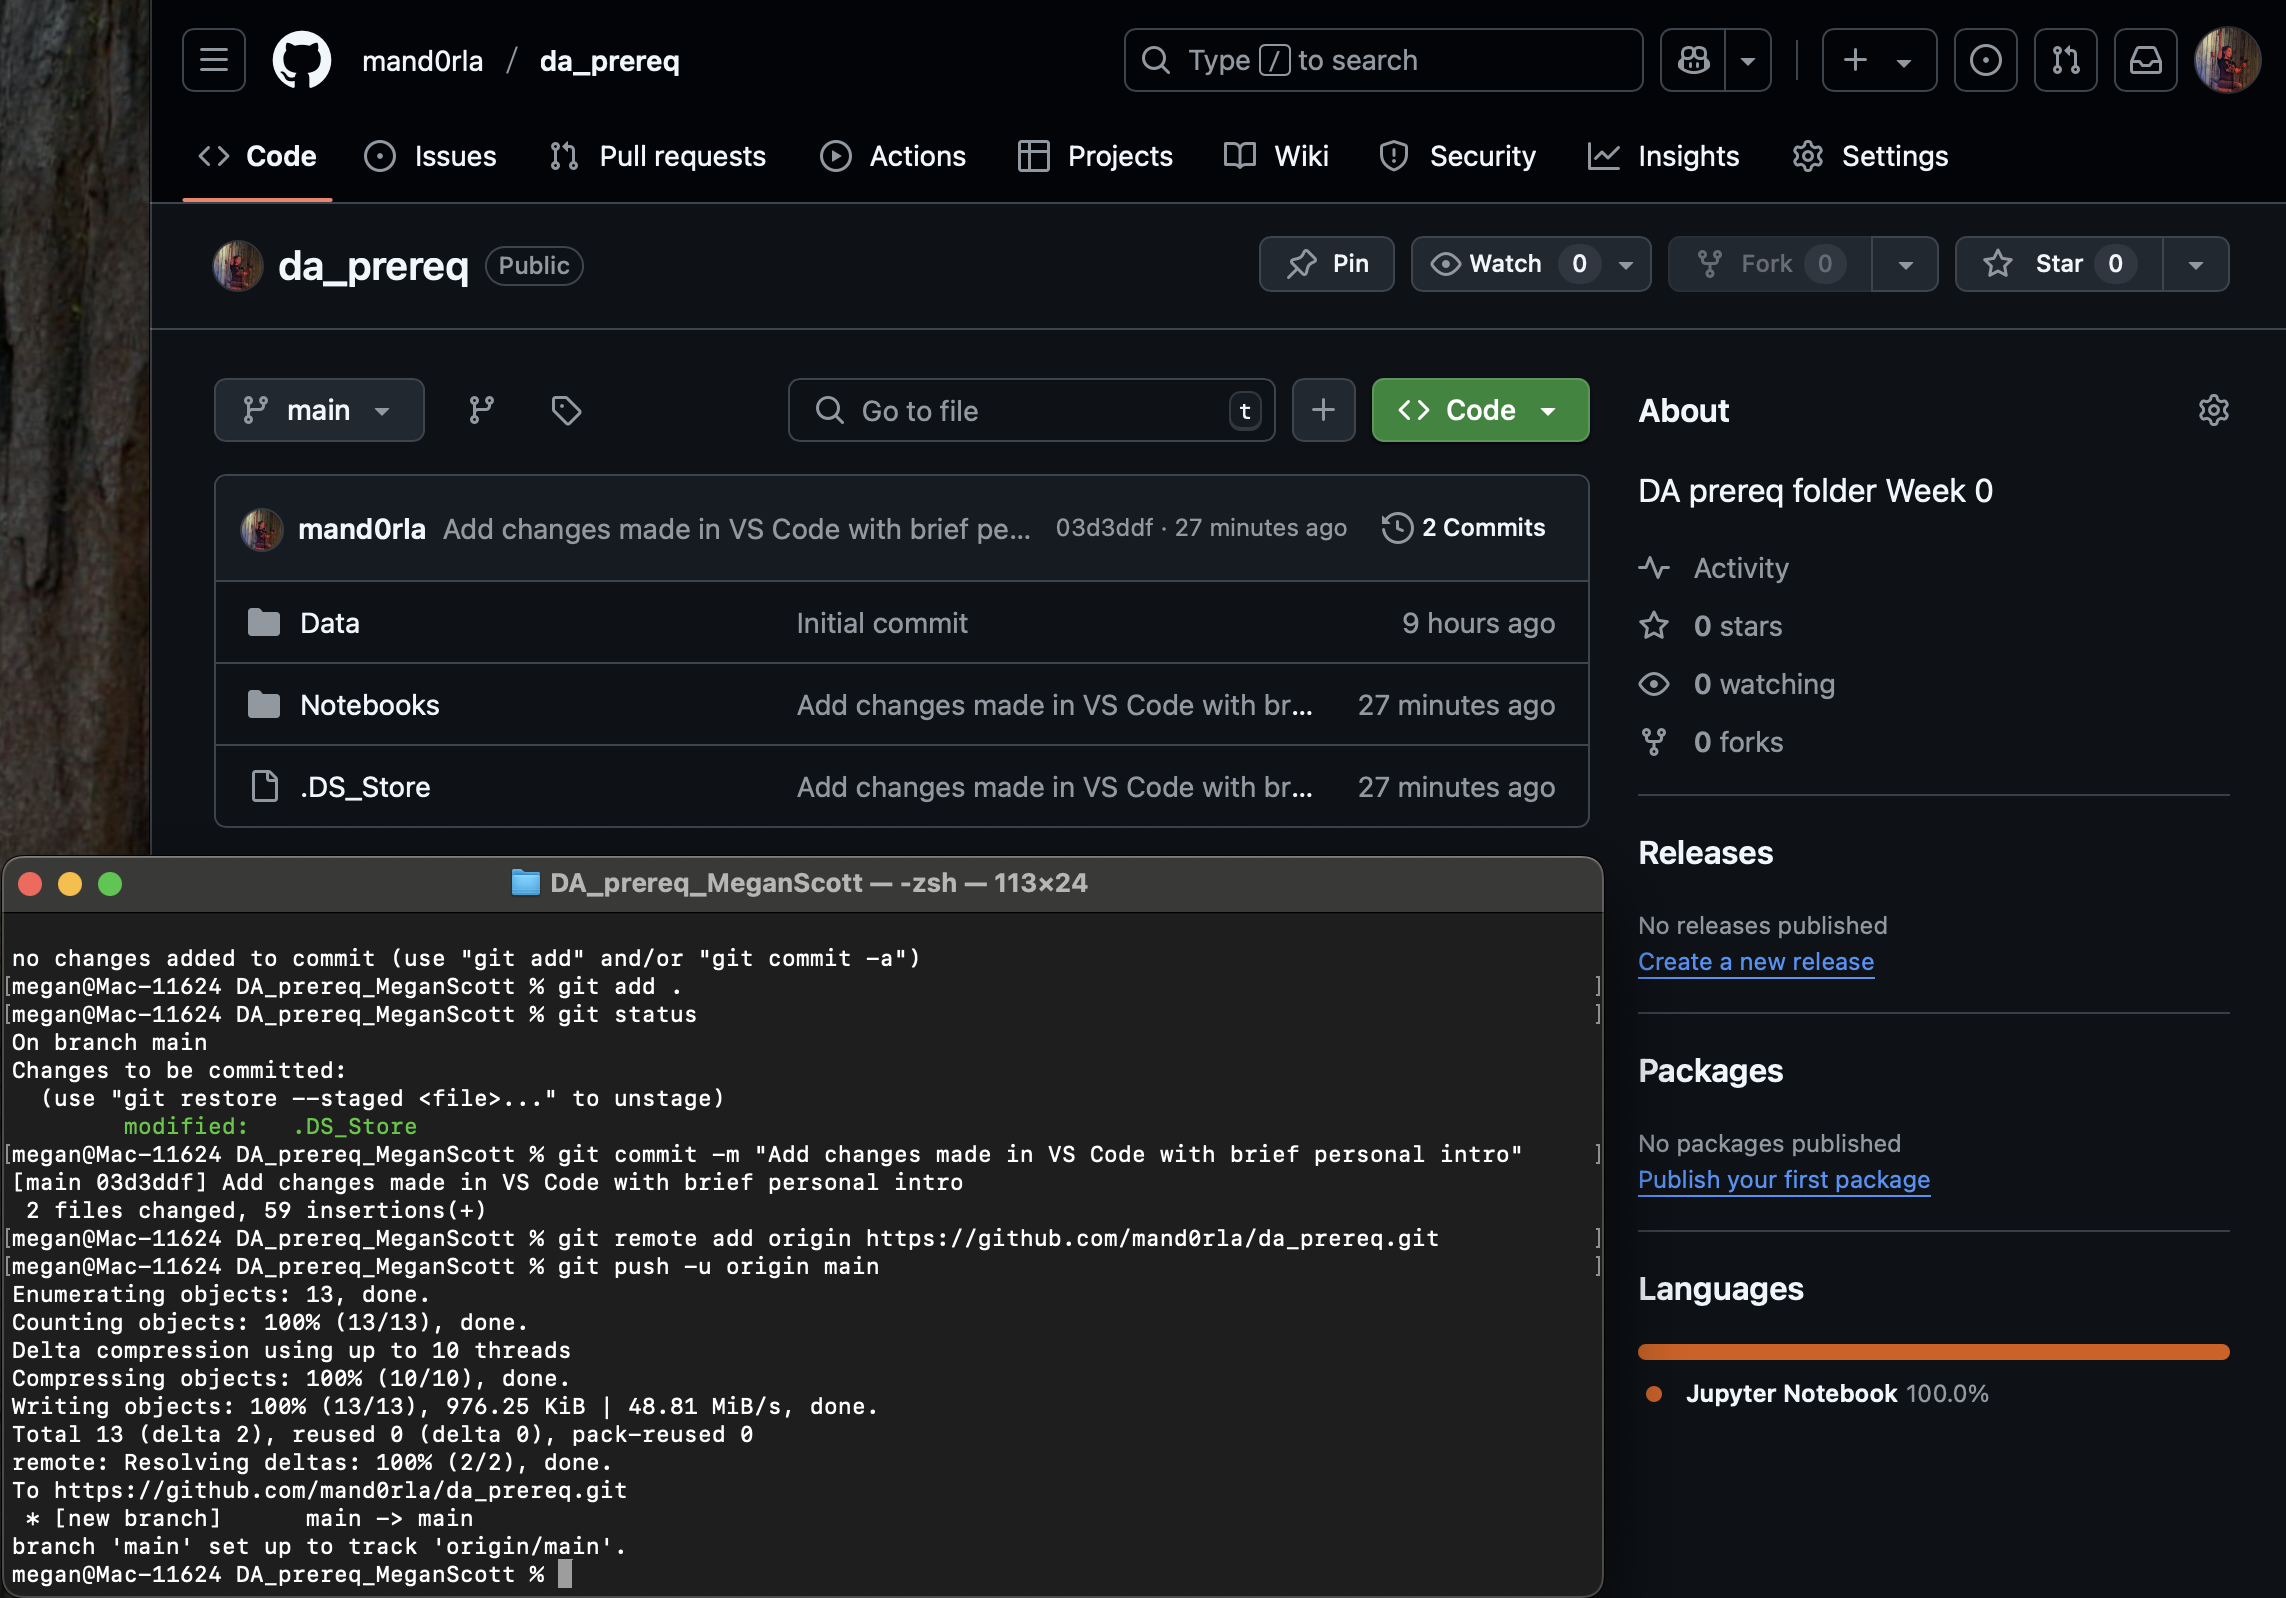 mand0rla / da_prereq
Type / to search
Code
Issues
Pull requests
Actions
Projects
Wiki
Security
Insights
Settings
da_prereq Public
Pin
Watch 0
Fork 0
Star 0
main
Go to file t
Code
mand0rla Add changes made in VS Code with brief pe... 03d3ddf · 27 minutes ago 2 Commits
Data Initial commit 9 hours ago
Notebooks Add changes made in VS Code with br... 27 minutes ago
.DS_Store Add changes made in VS Code with br... 27 minutes ago
About
DA prereq folder Week 0
Activity
0 stars
0 watching
0 forks
Releases
No releases published
Create a new release
Packages
No packages published
Publish your first package
Languages
Jupyter Notebook 100.0%
DA_prereq_MeganScott — -zsh — 113×24
no changes added to commit (use "git add" and/or "git commit -a")
[megan@Mac-11624 DA_prereq_MeganScott % git add . ]
[megan@Mac-11624 DA_prereq_MeganScott % git status ]
On branch main
Changes to be committed:
  (use "git restore --staged <file>..." to unstage)
        modified:   .DS_Store
[megan@Mac-11624 DA_prereq_MeganScott % git commit -m "Add changes made in VS Code with brief personal intro" ]
[main 03d3ddf] Add changes made in VS Code with brief personal intro
 2 files changed, 59 insertions(+)
[megan@Mac-11624 DA_prereq_MeganScott % git remote add origin https://github.com/mand0rla/da_prereq.git ]
[megan@Mac-11624 DA_prereq_MeganScott % git push -u origin main ]
Enumerating objects: 13, done.
Counting objects: 100% (13/13), done.
Delta compression using up to 10 threads
Compressing objects: 100% (10/10), done.
Writing objects: 100% (13/13), 976.25 KiB | 48.81 MiB/s, done.
Total 13 (delta 2), reused 0 (delta 0), pack-reused 0
remote: Resolving deltas: 100% (2/2), done.
To https://github.com/mand0rla/da_prereq.git
 * [new branch]      main -> main
branch 'main' set up to track 'origin/main'.
megan@Mac-11624 DA_prereq_MeganScott %